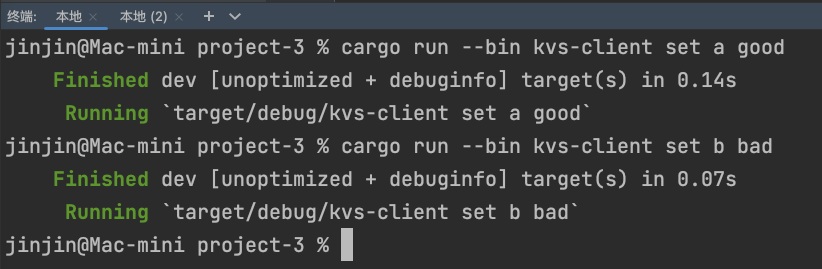 终端: 本地 × 本地 (2) × +
jinjin@Mac-mini project-3 % cargo run --bin kvs-client set a good
    Finished dev [unoptimized + debuginfo] target(s) in 0.14s
     Running `target/debug/kvs-client set a good`
jinjin@Mac-mini project-3 % cargo run --bin kvs-client set b bad
    Finished dev [unoptimized + debuginfo] target(s) in 0.07s
     Running `target/debug/kvs-client set b bad`
jinjin@Mac-mini project-3 %